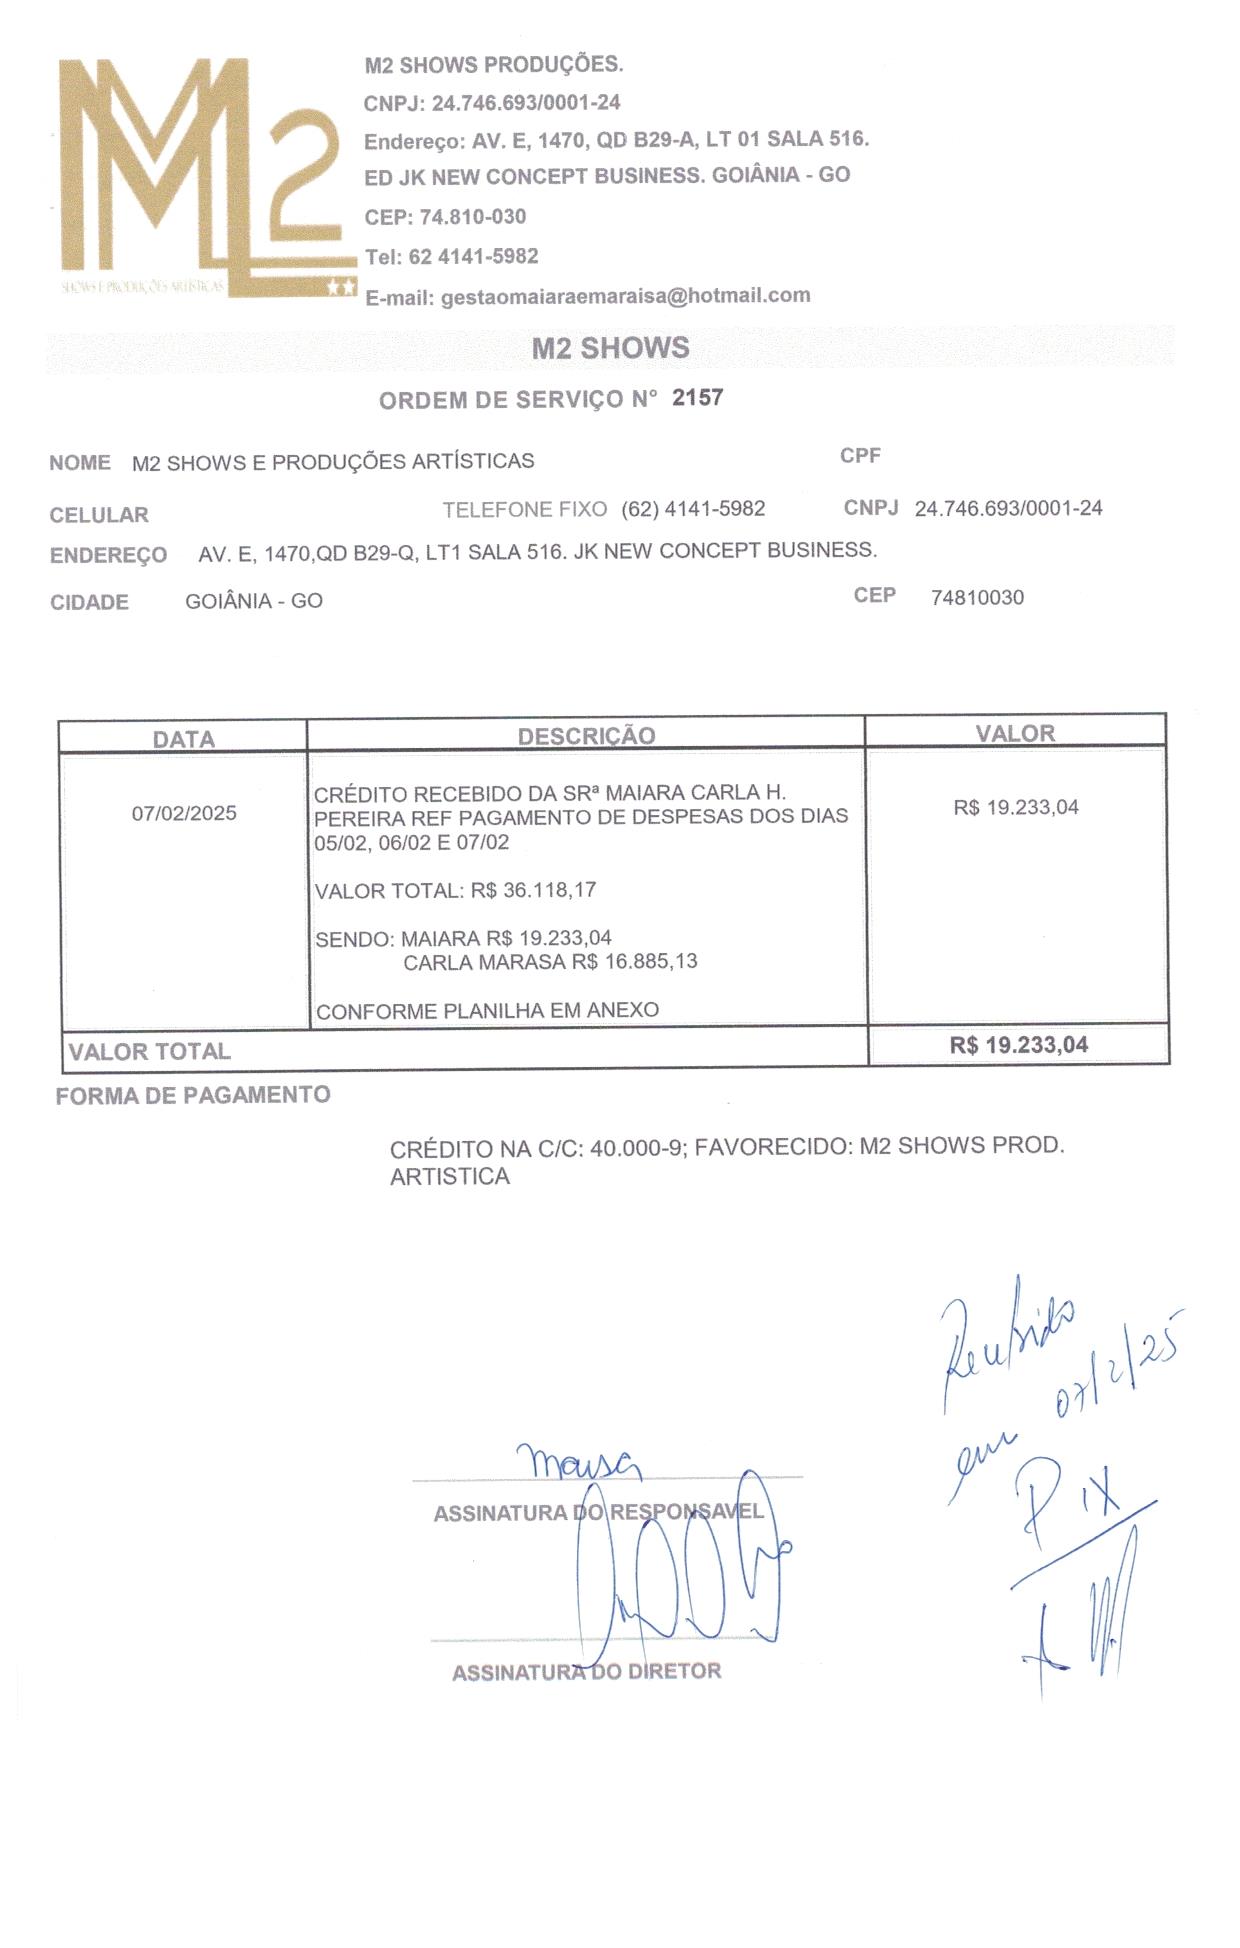 M2 SHOWS PRODUÇÕES.
CNPJ: 24.746.693/0001-24
Endereço: AV. E, 1470, QD B29-A, LT 01 SALA 516.
ED JK NEW CONCEPT BUSINESS. GOIÂNIA - GO
CEP: 74.810-030
Tel: 62 4141-5982
E-mail: gestaomaiaraemaraisa@hotmail.com
M2
SHOWS E PRODUÇÕES ARTÍSTICAS
M2 SHOWS
ORDEM DE SERVIÇO N° 2157
NOME M2 SHOWS E PRODUÇÕES ARTÍSTICAS CPF
CELULAR TELEFONE FIXO (62) 4141-5982 CNPJ 24.746.693/0001-24
ENDEREÇO AV. E, 1470,QD B29-Q, LT1 SALA 516. JK NEW CONCEPT BUSINESS.
CIDADE GOIÂNIA - GO CEP 74810030
DATA DESCRIÇÃO VALOR
07/02/2025 CRÉDITO RECEBIDO DA SRª MAIARA CARLA H. R$ 19.233,04
PEREIRA REF PAGAMENTO DE DESPESAS DOS DIAS
05/02, 06/02 E 07/02
VALOR TOTAL: R$ 36.118,17
SENDO: MAIARA R$ 19.233,04
CARLA MARASA R$ 16.885,13
CONFORME PLANILHA EM ANEXO
VALOR TOTAL R$ 19.233,04
FORMA DE PAGAMENTO
CRÉDITO NA C/C: 40.000-9; FAVORECIDO: M2 SHOWS PROD.
ARTISTICA
Recebido
em 07/2/25
PIX
ASSINATURA DO RESPONSAVEL
ASSINATURA DO DIRETOR